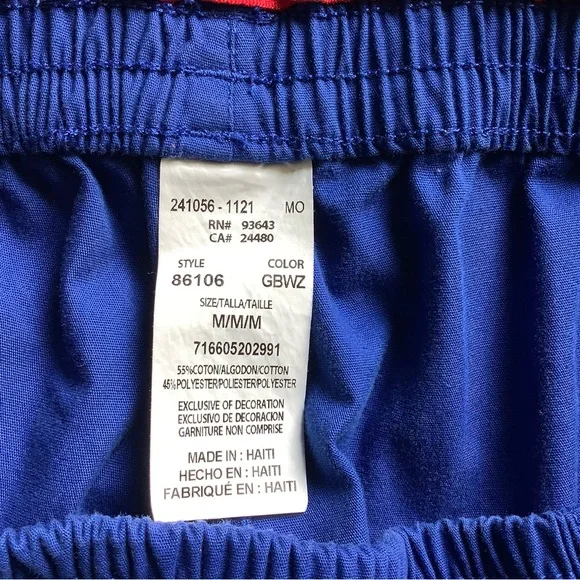 241056 - 1121 MO
RN# 93643
CA# 24480
STYLE COLOR
86106 GBWZ
SIZE/TALLA/TAILLE
M/M/M
716605202991
55%COTON/ALGODON/COTTON
45%POLYESTER/POLIESTER/POLYESTER
EXCLUSIVE OF DECORATION
EXCLUSIVO DE DECORACION
GARNITURE NON COMPRISE
MADE IN : HAITI
HECHO EN : HAITI
FABRIQUÉ EN : HAITI